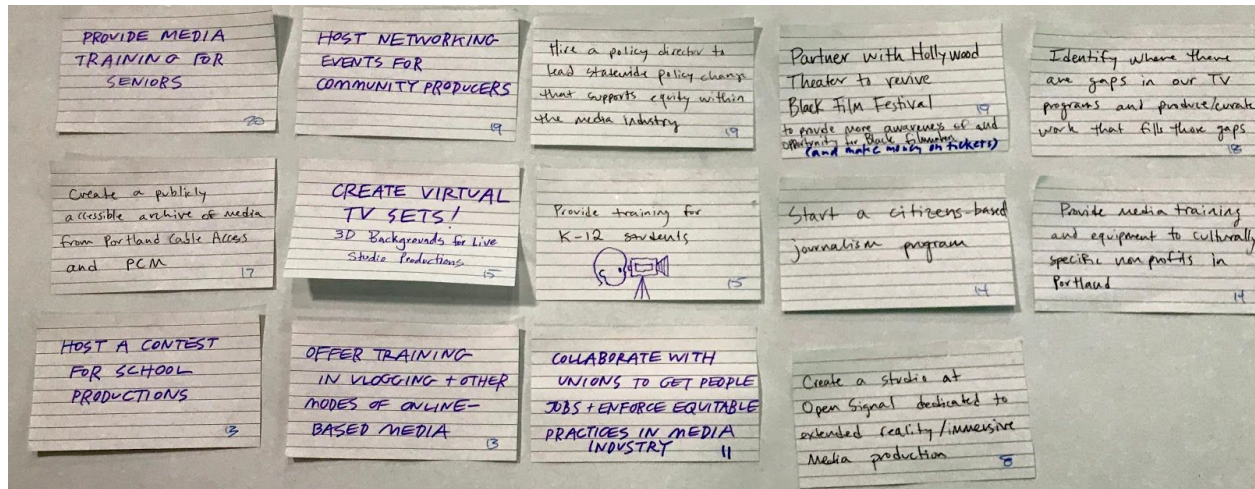 PROVIDE MEDIA
TRAINING FOR
SENIORS
20
HOST NETWORKING
EVENTS FOR
COMMUNITY PRODUCERS
19
Hire a policy director to
lead statewide policy change
that supports equity within
the media industry
19
Partner with Hollywood
Theater to revive
Black Film Festival
19
to provide more awareness of and
opportunity for Black filmmakers
(and make money on tickets)
Identify where there
are gaps in our TV
programs and produce/curate
work that fills those gaps
18
Create a publicly
accessible archive of media
from Portland Cable Access
and PCM
17
CREATE VIRTUAL
TV SETS!
3D Backgrounds for Live
Studio Productions
15
Provide training for
K-12 students
15
Start a citizens-based
journalism program
14
Provide media training
and equipment to culturally
specific nonprofits in
Portland
14
HOST A CONTEST
FOR SCHOOL
PRODUCTIONS
13
OFFER TRAINING
IN VLOGGING + OTHER
MODES OF ONLINE-
BASED MEDIA
13
COLLABORATE WITH
UNIONS TO GET PEOPLE
JOBS + ENFORCE EQUITABLE
PRACTICES IN MEDIA
INDUSTRY
11
Create a studio at
Open Signal dedicated to
extended reality/immersive
media production
8